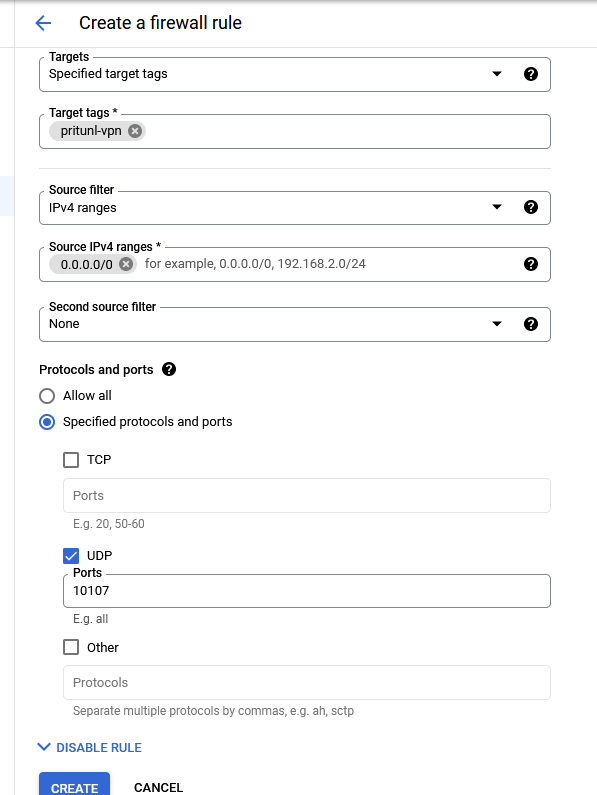 Create a firewall rule
Targets
Specified target tags
Target tags *
pritunl-vpn
Source filter
IPv4 ranges
Source IPv4 ranges *
0.0.0.0/0 for example, 0.0.0.0/0, 192.168.2.0/24
Second source filter
None
Protocols and ports
Allow all
Specified protocols and ports
TCP
Ports
E.g. 20, 50-60
UDP
Ports
10107
E.g. all
Other
Protocols
Separate multiple protocols by commas, e.g. ah, sctp
DISABLE RULE
CREATE CANCEL